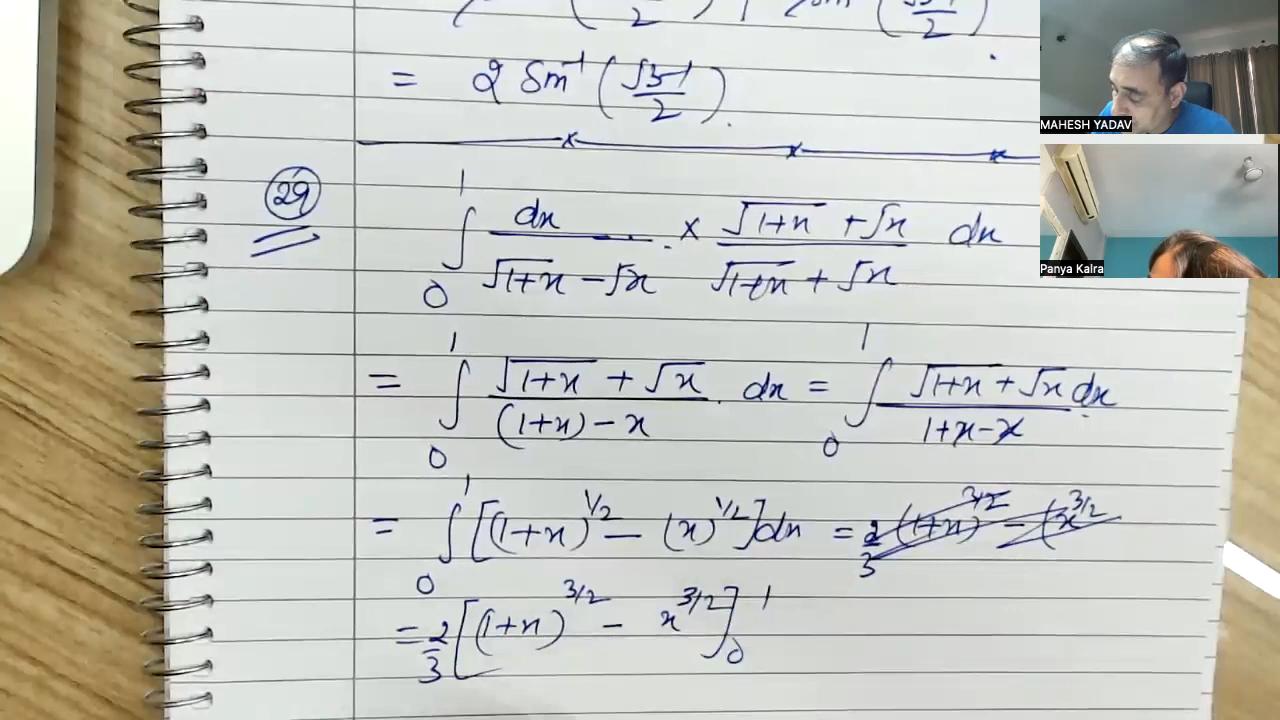 = 2 Sin⁻¹ (√3-1/2).
MAHESH YADAV
Panya Kalra
29 ∫₀¹ dx/(√1+x - √x) × (√1+x + √x)/(√1+x + √x) dx
= ∫₀¹ (√1+x + √x)/((1+x) - x) . dx = ∫₀¹ (√1+x + √x)/(1+x-x) dx
= ∫₀¹ [(1+x)^1/2 - (x)^1/2] dx = 2/3 (1+x)^3/2 - (x^3/2
= 2/3 [(1+x)^3/2 - x^3/2]₀¹